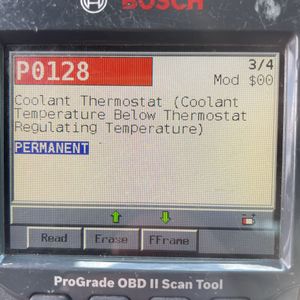 BOSCH
P0128
3/4
Mod $00
Coolant Thermostat (Coolant
Temperature Below Thermostat
Regulating Temperature)
PERMANENT
Read
Erase
FFrame
ProGrade OBD II Scan Tool